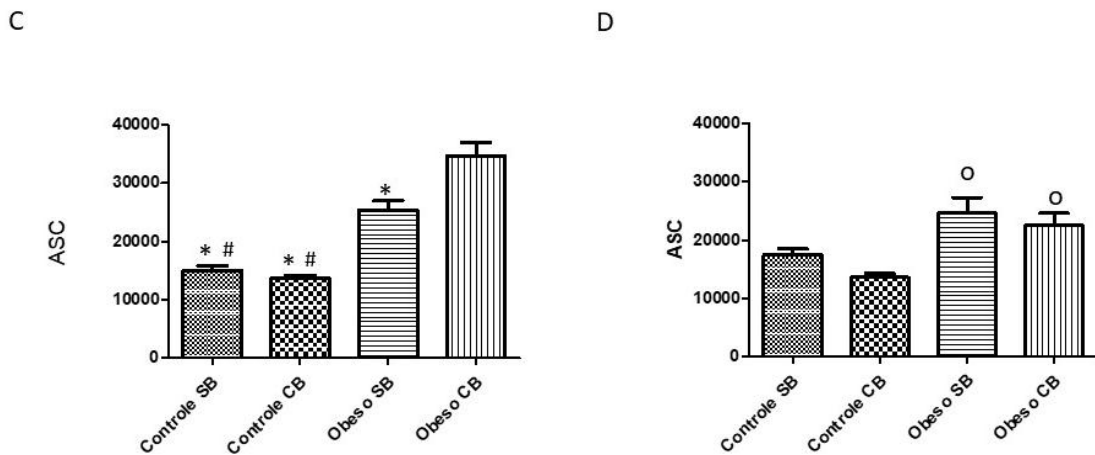 C
D
40000
30000
20000
10000
0
ASC
* #
* #
*
Controle SB
Controle CB
Obeso SB
Obeso CB
40000
30000
20000
10000
0
ASC
O
O
Controle SB
Controle CB
Obeso SB
Obeso CB